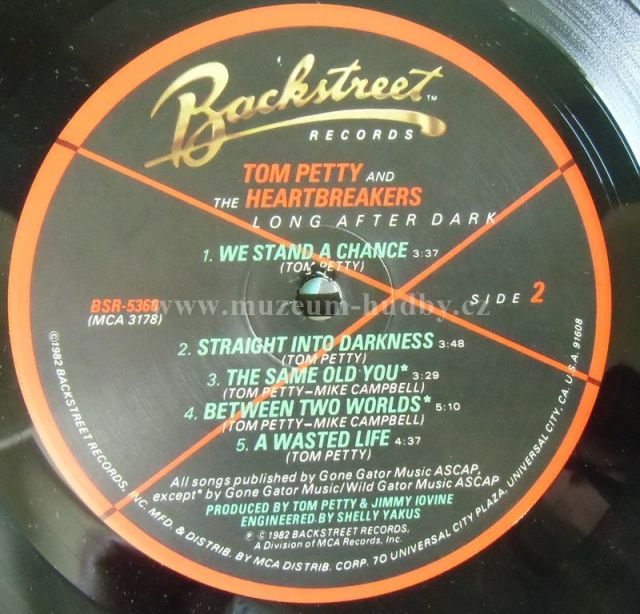 Backstreet™
RECORDS
TOM PETTY AND
THE HEARTBREAKERS
LONG AFTER DARK
1. WE STAND A CHANCE 3:37
(TOM PETTY)
www.muzeum-hudby.cz
BSR-5360
(MCA 3178)
SIDE 2
2. STRAIGHT INTO DARKNESS 3:48
(TOM PETTY)
3. THE SAME OLD YOU* 3:29
(TOM PETTY–MIKE CAMPBELL)
4. BETWEEN TWO WORLDS* 5:10
(TOM PETTY–MIKE CAMPBELL)
5. A WASTED LIFE 4:37
(TOM PETTY)
All songs published by Gone Gator Music ASCAP,
except* by Gone Gator Music/Wild Gator Music ASCAP
PRODUCED BY TOM PETTY & JIMMY IOVINE
ENGINEERED BY SHELLY YAKUS
℗ © 1982 BACKSTREET RECORDS,
A Division of MCA Records, Inc.
©1982 BACKSTREET RECORDS, INC. MFD. & DISTRIB. BY MCA DISTRIB. CORP. 70 UNIVERSAL CITY PLAZA, UNIVERSAL CITY, CA. U.S.A. 91608